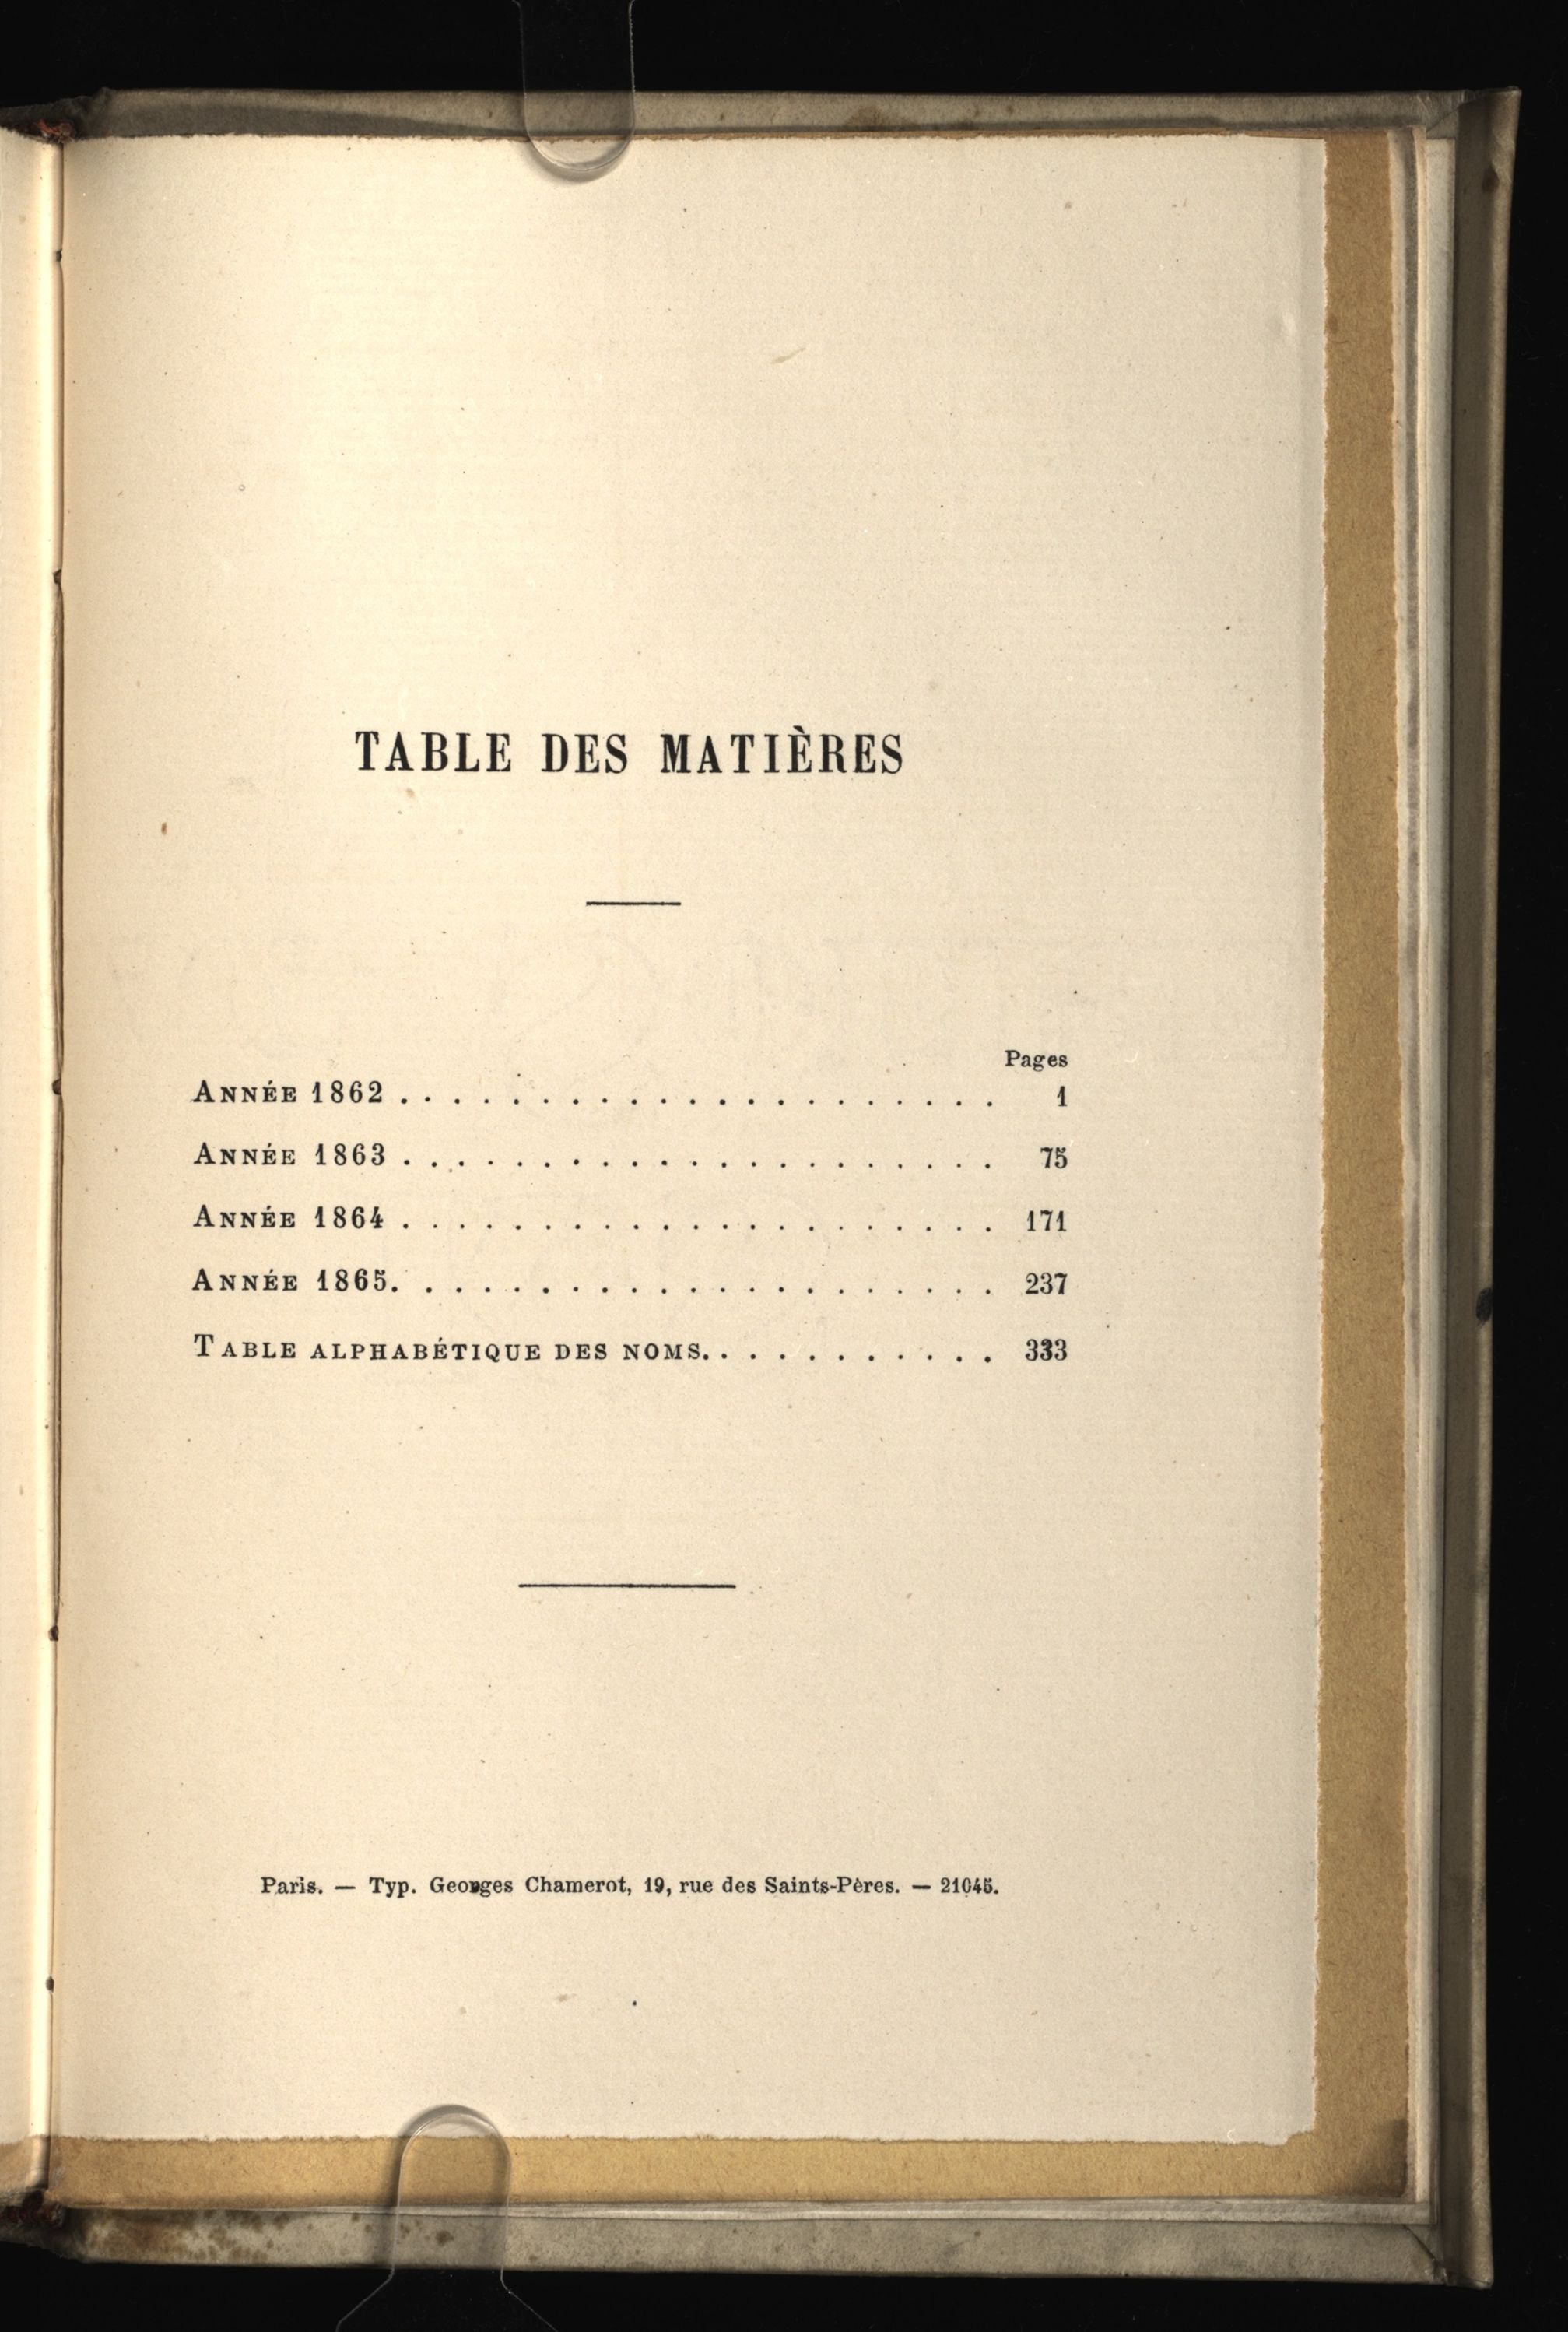 TABLE DES MATIÈRES
Pages
ANNÉE 1862 . . . . . . . . . . . . . . . . . . . . . 1
ANNÉE 1863 . . . . . . . . . . . . . . . . . . . . . 75
ANNÉE 1864 . . . . . . . . . . . . . . . . . . . . . 171
ANNÉE 1865. . . . . . . . . . . . . . . . . . . . . 237
TABLE ALPHABÉTIQUE DES NOMS. . . . . . . . . . . 333
Paris. — Typ. Georges Chamerot, 19, rue des Saints-Pères. — 21045.